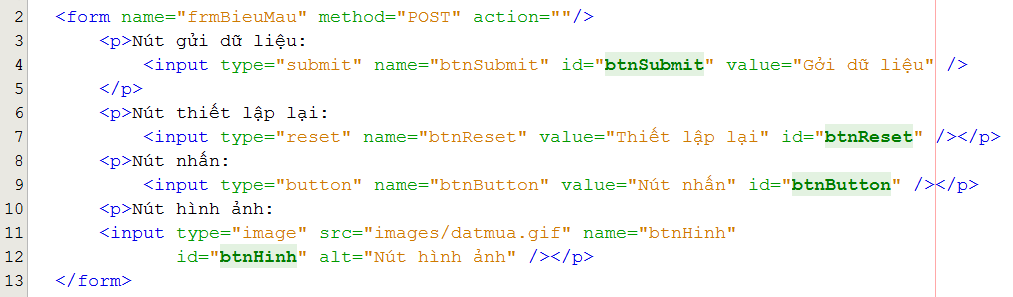 2 <form name="frmBieuMau" method="POST" action=""/>
3 <p>Nút gửi dữ liệu:
4 <input type="submit" name="btnSubmit" id="btnSubmit" value="Gởi dữ liệu" />
5 </p>
6 <p>Nút thiết lập lại:
7 <input type="reset" name="btnReset" value="Thiết lập lại" id="btnReset" /></p>
8 <p>Nút nhấn:
9 <input type="button" name="btnButton" value="Nút nhấn" id="btnButton" /></p>
10 <p>Nút hình ảnh:
11 <input type="image" src="images/datmua.gif" name="btnHinh"
12 id="btnHinh" alt="Nút hình ảnh" /></p>
13 </form>